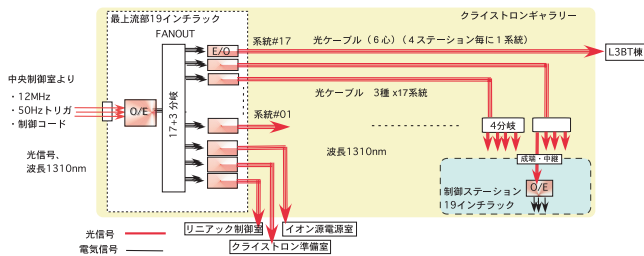 最上流部19インチラック
クライストロンギャラリー
FANOUT
系統#17
光ケーブル(6心)(4ステーション毎に1系統)
E/O
L3BT棟
中央制御室より
・12MHz
・50Hzトリガ
・制御コード
O/E
17+3 分岐
光ケーブル 3種 x17系統
系統#01
4分岐
光信号、
波長1310nm
波長1310nm
成端・中継
制御ステーション
19インチラック
O/E
リニアック制御室
イオン源電源室
クライストロン準備室
光信号
電気信号